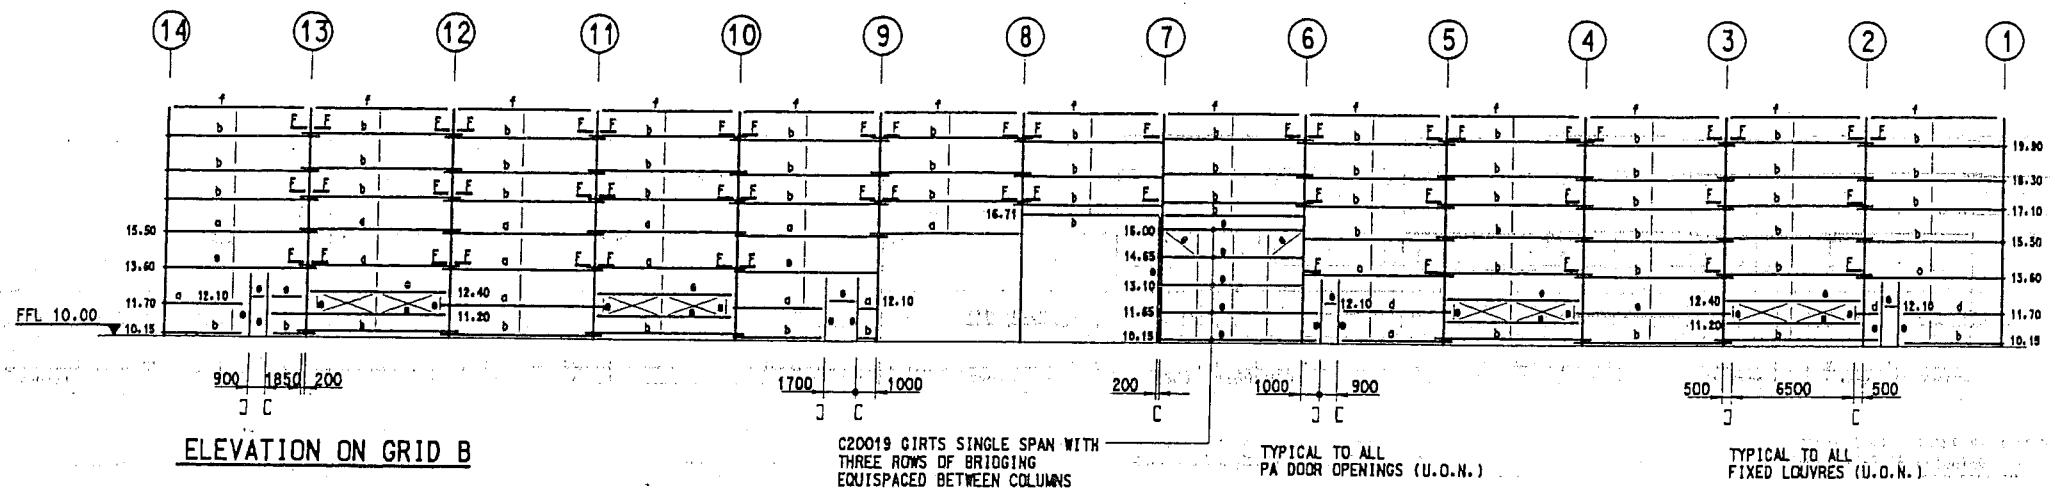 14 13 12 11 10 9 8 7 6 5 4 3 2 1
f f f f f f f f f f f f f
b F F b F F b F F b F F b F F b F F b F b F F b F F b F F b F F b F F b
19.90
b b b b b b b b b b b b b
18.30
b F F b F F b F F b F F b F F b F F b F b F b b b F b
17.10
16.71
15.50 a a a a a a b 16.00 b b b b b
15.50
14.65
13.60 F F a F F a F F a F F a F b F b F
13.60
13.10
a 12.10 12.40 a a a 12.10 12.10 d 12.40 12.10 d
11.70 11.65 11.70
11.20 11.20
FFL 10.00
10.15 b b b b b b b 10.15 a b b b b 10.15
900 1850 200 1700 1000 200 1000 900 500 6500 500
ELEVATION ON GRID B
C20019 GIRTS SINGLE SPAN WITH
THREE ROWS OF BRIDGING
EQUISPACED BETWEEN COLUMNS
TYPICAL TO ALL
PA DOOR OPENINGS (U.O.N.)
TYPICAL TO ALL
FIXED LOUVRES (U.O.N.)